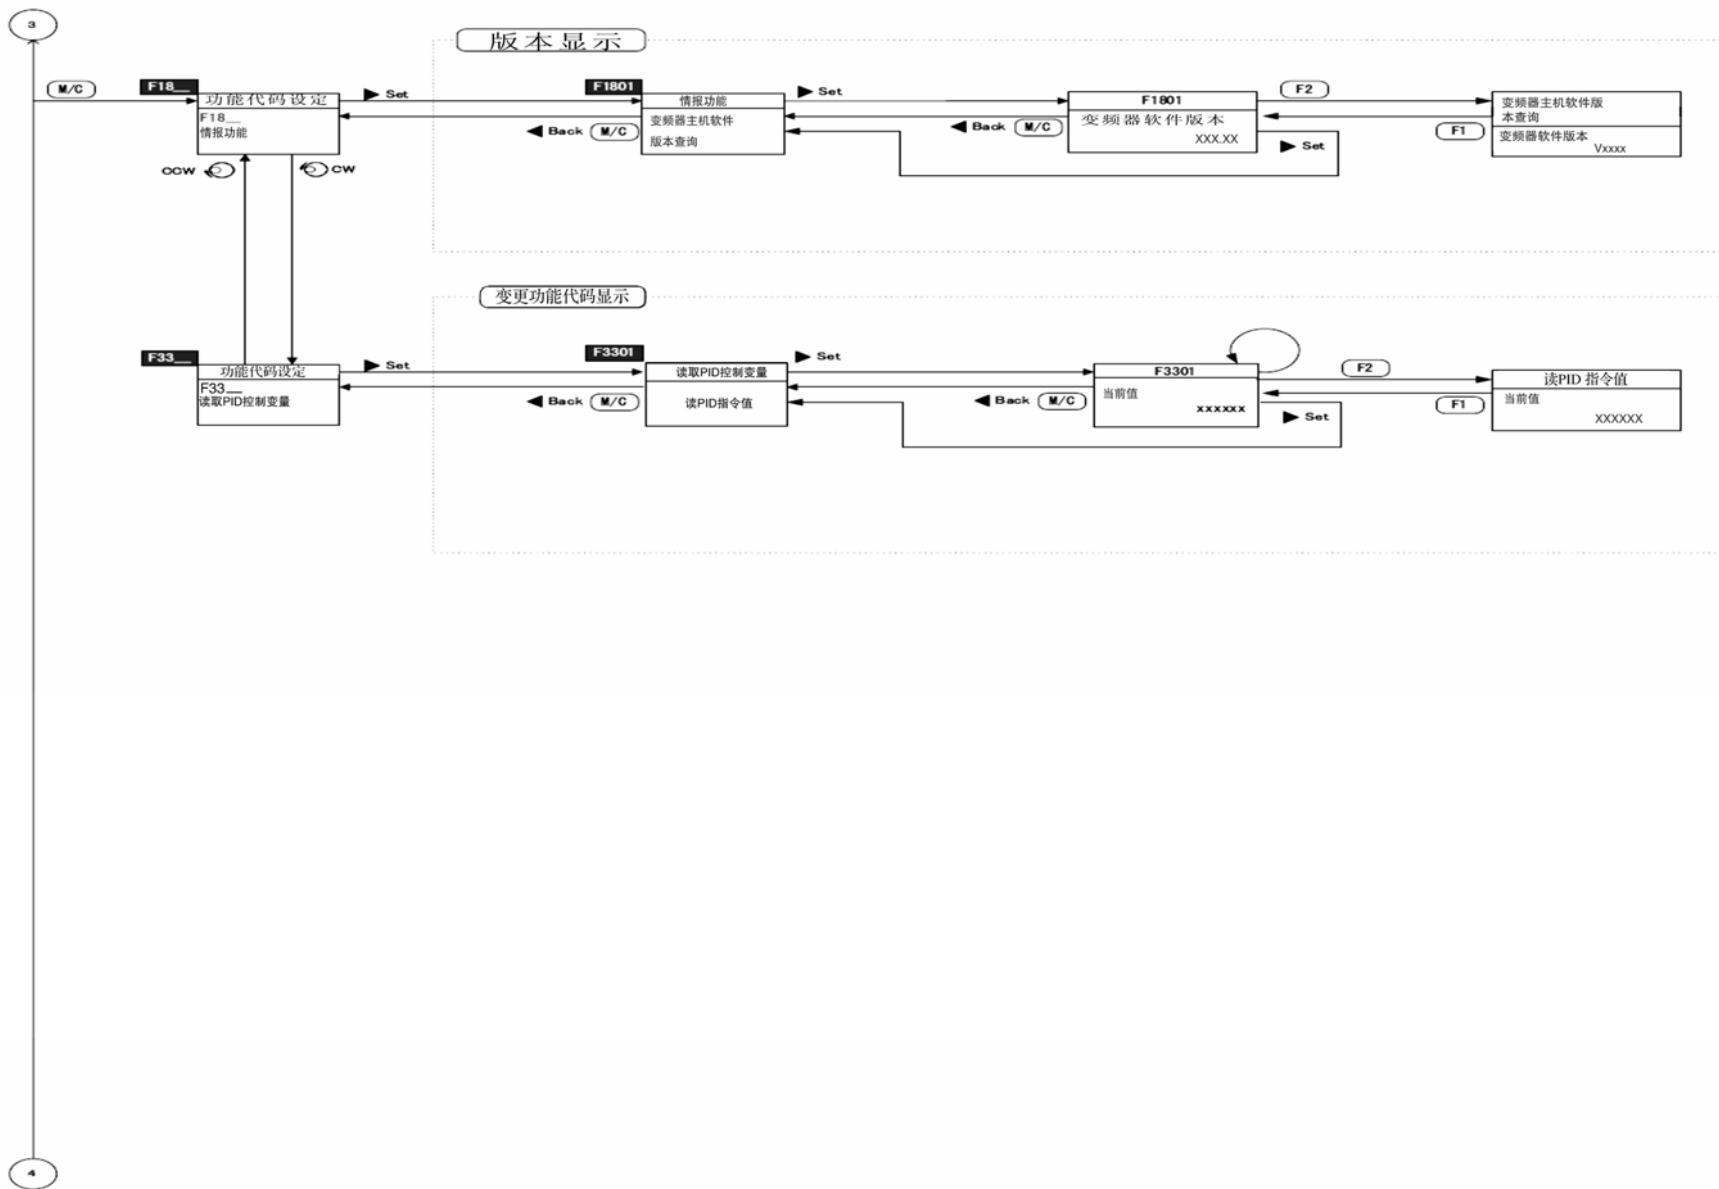 3
版本显示
M/C
F18__
功能代码设定
F18__
情报功能
Set
F1801
情报功能
变频器主机软件
版本查询
Back M/C
Set
F1801
变频器软件版本
XXX.XX
Back M/C
Set
F2
F1
变频器主机软件版
本查询
变频器软件版本
Vxxxx
CCW
CW
变更功能代码显示
F33__
功能代码设定
F33__
读取PID控制变量
Set
F3301
读取PID控制变量
读PID指令值
Back M/C
Set
F3301
当前值
xxxxxx
Back M/C
Set
F2
F1
读PID 指令值
当前值
XXXXXX
4